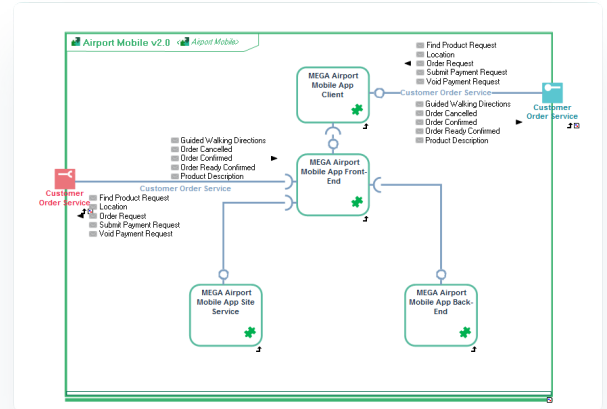 Airport Mobile v2.0 <Airport Mobile>
Find Product Request
Location
Order Request
Submit Payment Request
Void Payment Request
MEGA Airport
Mobile App
Client
Customer Order Service
Customer
Order Service
Guided Walking Directions
Order Cancelled
Order Confirmed
Order Ready Confirmed
Product Description
Guided Walking Directions
Order Cancelled
Order Confirmed
Order Ready Confirmed
Product Description
MEGA Airport
Mobile App Front-
End
Customer Order Service
Customer
Order Service
Find Product Request
Location
Order Request
Submit Payment Request
Void Payment Request
MEGA Airport
Mobile App Site
Service
MEGA Airport
Mobile App Back-
End